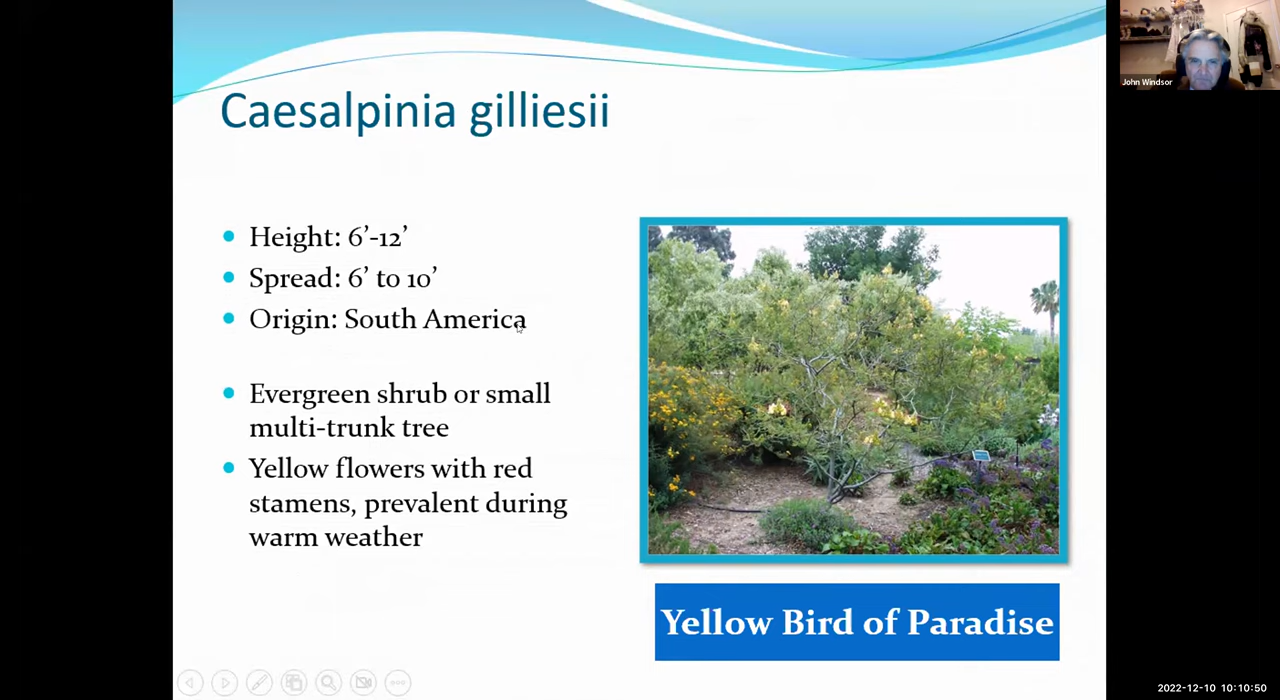 Caesalpinia gilliesii
Height: 6’-12’
Spread: 6’ to 10’
Origin: South America
Evergreen shrub or small
multi-trunk tree
Yellow flowers with red
stamens, prevalent during
warm weather
Yellow Bird of Paradise
John Windsor
2022-12-10 10:10:50